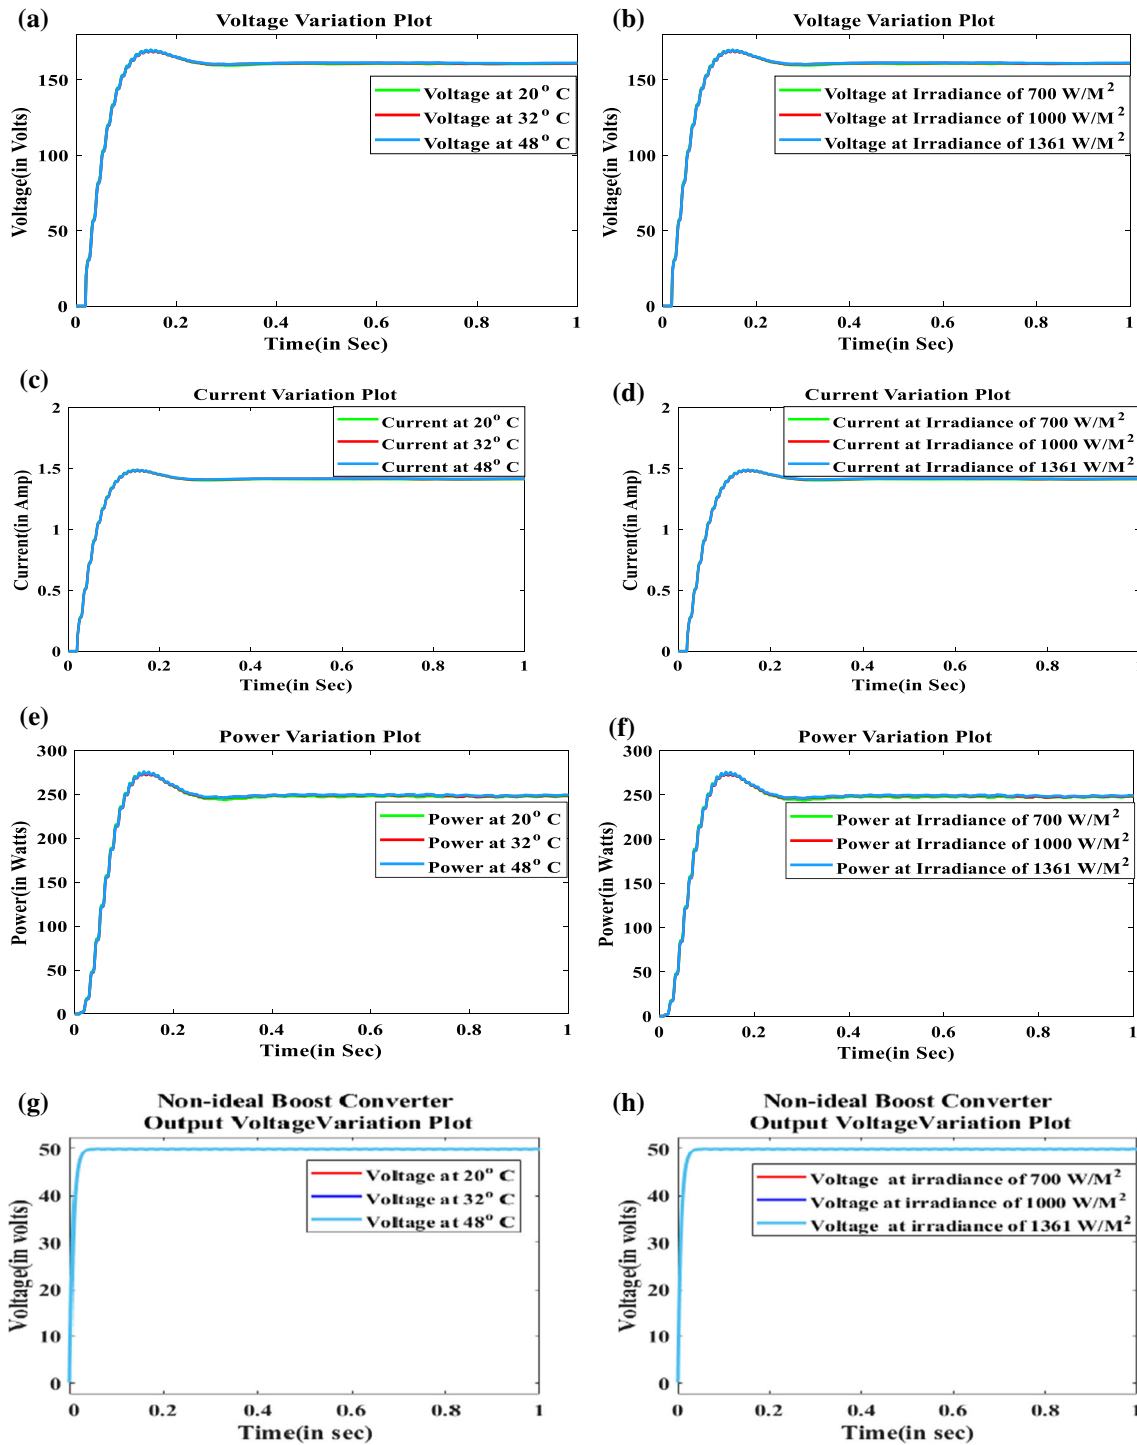 (a)
Voltage Variation Plot
Voltage(in Volts)
150
100
50
0
Voltage at 20° C
Voltage at 32° C
Voltage at 48° C
0 0.2 0.4 0.6 0.8 1
Time(in Sec)
(b)
Voltage Variation Plot
Voltage(in Volts)
150
100
50
0
Voltage at Irradiance of 700 W/M²
Voltage at Irradiance of 1000 W/M²
Voltage at Irradiance of 1361 W/M²
0 0.2 0.4 0.6 0.8 1
Time(in Sec)
(c)
Current Variation Plot
Current(in Amp)
2
1.5
1
0.5
0
Current at 20° C
Current at 32° C
Current at 48° C
0 0.2 0.4 0.6 0.8 1
Time(in Sec)
(d)
Current Variation Plot
Current(in Amp)
2
1.5
1
0.5
0
Current at Irradiance of 700 W/M²
Current at Irradiance of 1000 W/M²
Current at Irradiance of 1361 W/M²
0 0.2 0.4 0.6 0.8 1
Time(in Sec)
(e)
Power Variation Plot
Power(in Watts)
300
250
200
150
100
50
0
Power at 20° C
Power at 32° C
Power at 48° C
0 0.2 0.4 0.6 0.8 1
Time(in Sec)
(f)
Power Variation Plot
Power(in Watts)
300
250
200
150
100
50
0
Power at Irradiance of 700 W/M²
Power at Irradiance of 1000 W/M²
Power at Irradiance of 1361 W/M²
0 0.2 0.4 0.6 0.8 1
Time(in Sec)
(g)
Non-ideal Boost Converter
Output VoltageVariation Plot
Voltage(in volts)
50
40
30
20
10
0
Voltage at 20° C
Voltage at 32° C
Voltage at 48° C
0 0.2 0.4 0.6 0.8 1
Time(in sec)
(h)
Non-ideal Boost Converter
Output VoltageVariation Plot
Voltage(in volts)
50
40
30
20
10
0
Voltage at irradiance of 700 W/M²
Voltage at irradiance of 1000 W/M²
Voltage at irradiance of 1361 W/M²
0 0.2 0.4 0.6 0.8 1
Time(in sec)